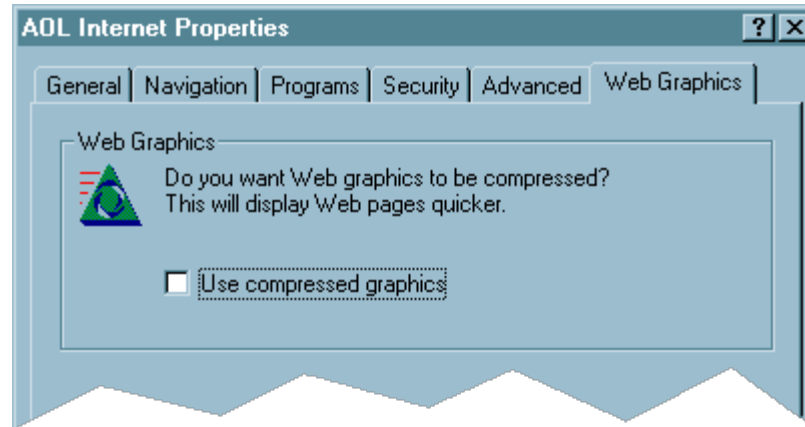 AOL Internet Properties
General Navigation Programs Security Advanced Web Graphics
Web Graphics
Do you want Web graphics to be compressed?
This will display Web pages quicker.
Use compressed graphics